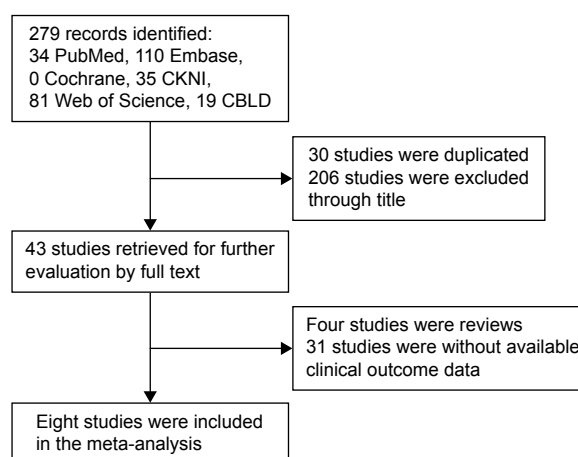 279 records identified:
34 PubMed, 110 Embase,
0 Cochrane, 35 CKNI,
81 Web of Science, 19 CBLD
30 studies were duplicated
206 studies were excluded
through title
43 studies retrieved for further
evaluation by full text
Four studies were reviews
31 studies were without available
clinical outcome data
Eight studies were included
in the meta-analysis